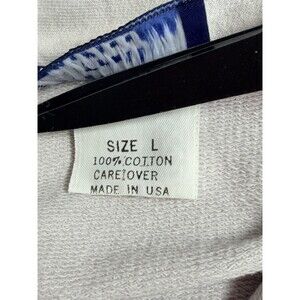 SIZE L
100% COTTON
CARE:OVER
MADE IN USA